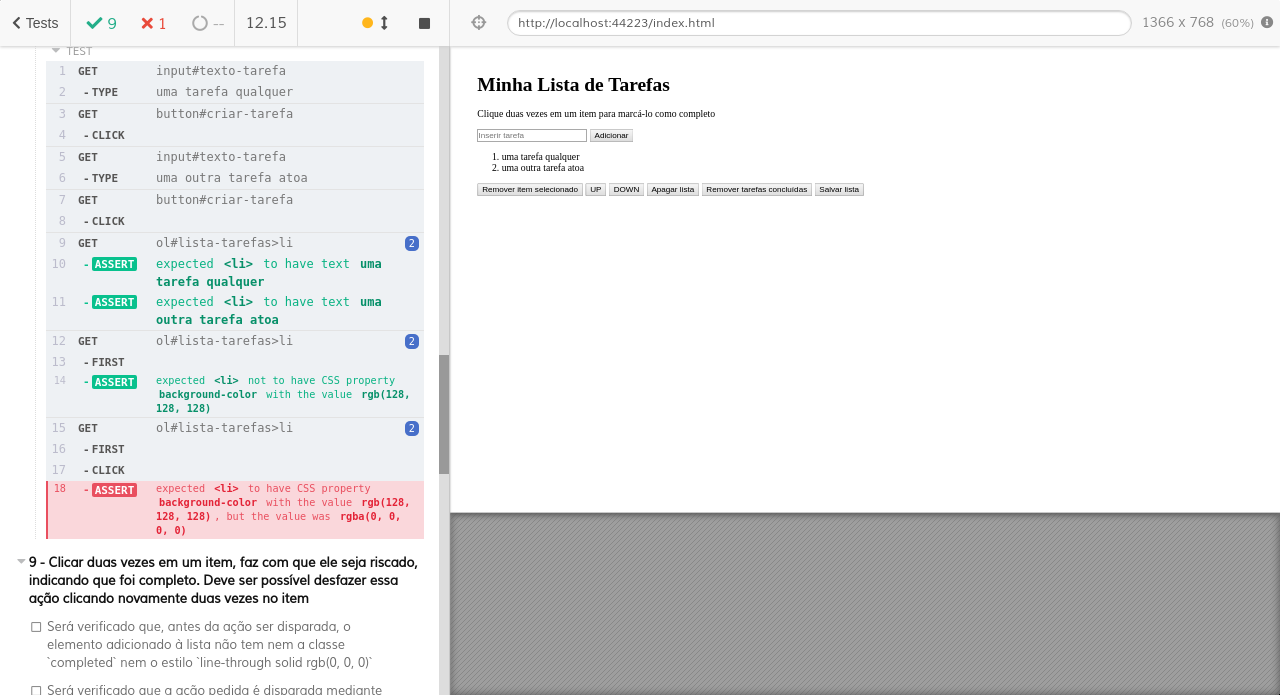 Tests 9 1 -- 12.15 http://localhost:44223/index.html 1366 x 768 (60%)
TEST
1 GET input#texto-tarefa
2 -TYPE uma tarefa qualquer
3 GET button#criar-tarefa
4 -CLICK
5 GET input#texto-tarefa
6 -TYPE uma outra tarefa atoa
7 GET button#criar-tarefa
8 -CLICK
9 GET ol#lista-tarefas>li 2
10 -ASSERT expected <li> to have text uma
tarefa qualquer
11 -ASSERT expected <li> to have text uma
outra tarefa atoa
12 GET ol#lista-tarefas>li 2
13 -FIRST
14 -ASSERT expected <li> not to have CSS property
background-color with the value rgb(128,
128, 128)
15 GET ol#lista-tarefas>li 2
16 -FIRST
17 -CLICK
18 -ASSERT expected <li> to have CSS property
background-color with the value rgb(128,
128, 128), but the value was rgba(0, 0,
0, 0)
9 - Clicar duas vezes em um item, faz com que ele seja riscado,
indicando que foi completo. Deve ser possível desfazer essa
ação clicando novamente duas vezes no item
Será verificado que, antes da ação ser disparada, o
elemento adicionado à lista não tem nem a classe
`completed` nem o estilo `line-through solid rgb(0, 0, 0)`
Será verificado que a ação pedida é disparada mediante
Minha Lista de Tarefas
Clique duas vezes em um item para marcá-lo como completo
Inserir tarefa Adicionar
1. uma tarefa qualquer
2. uma outra tarefa atoa
Remover item selecionado UP DOWN Apagar lista Remover tarefas concluídas Salvar lista